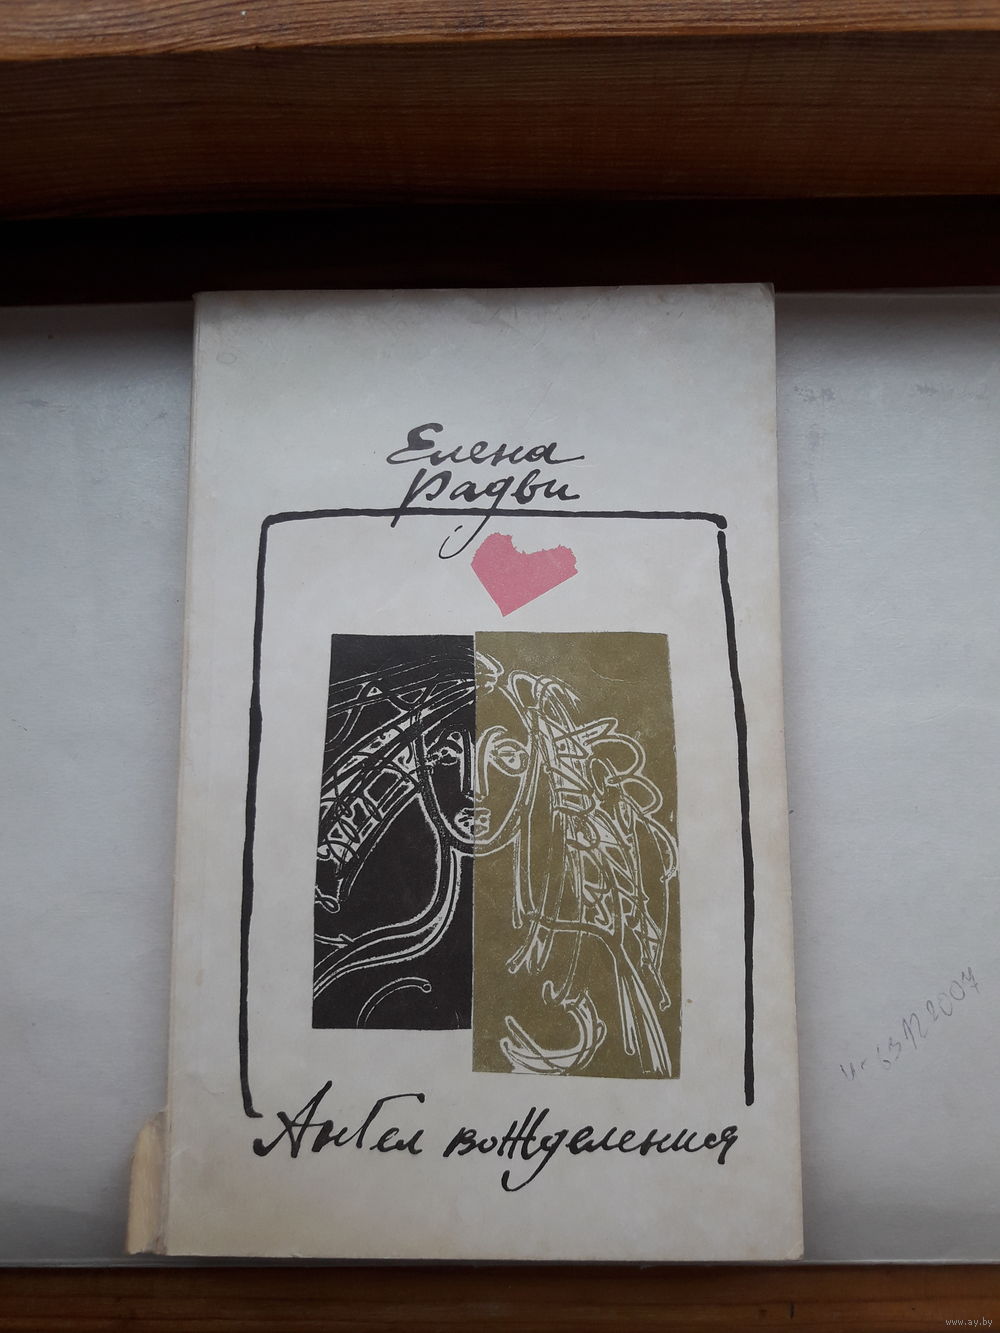 Елена
Радви
Ангел вожделения
www.ay.by